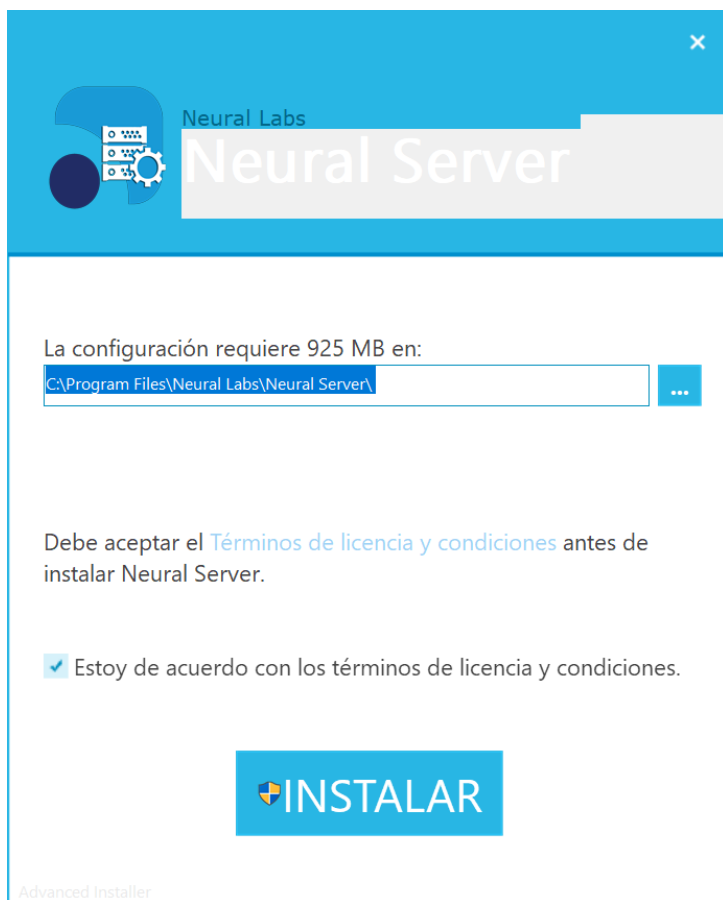 Neural Labs
Neural Server
La configuración requiere 925 MB en:
C:\Program Files\Neural Labs\Neural Server\
...
Debe aceptar el Términos de licencia y condiciones antes de
instalar Neural Server.
Estoy de acuerdo con los términos de licencia y condiciones.
INSTALAR
Advanced Installer